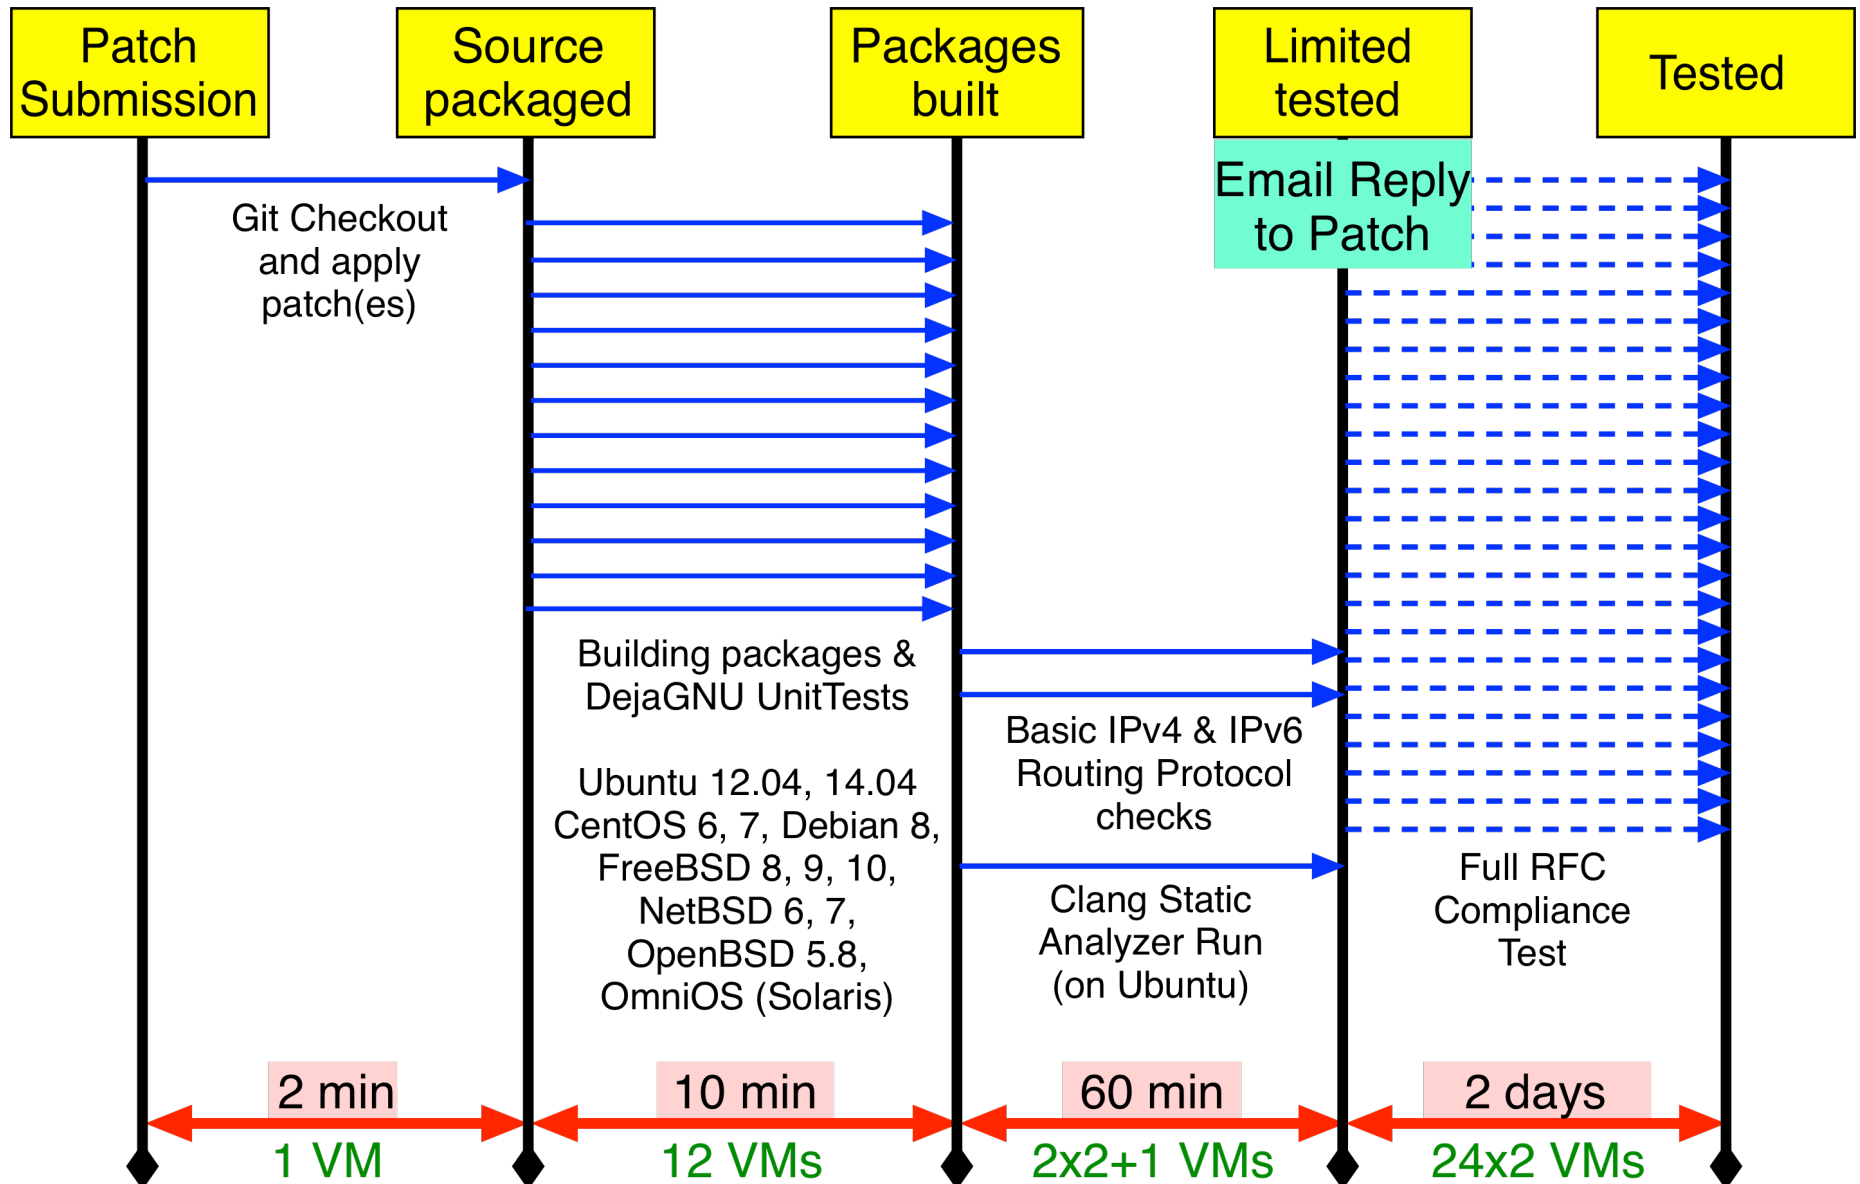 Patch
Submission
Source
packaged
Packages
built
Limited
tested
Tested
Email Reply
to Patch
Git Checkout
and apply
patch(es)
Building packages &
DejaGNU UnitTests
Ubuntu 12.04, 14.04
CentOS 6, 7, Debian 8,
FreeBSD 8, 9, 10,
NetBSD 6, 7,
OpenBSD 5.8,
OmniOS (Solaris)
Basic IPv4 & IPv6
Routing Protocol
checks
Clang Static
Analyzer Run
(on Ubuntu)
Full RFC
Compliance
Test
2 min
10 min
60 min
2 days
1 VM
12 VMs
2x2+1 VMs
24x2 VMs